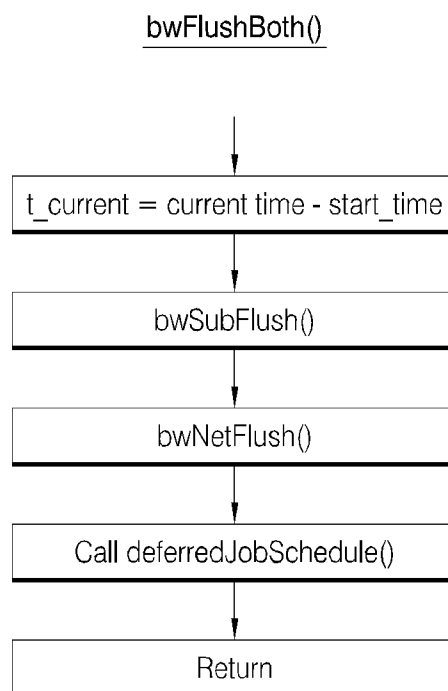 bwFlushBoth()
t_current = current time - start_time
bwSubFlush()
bwNetFlush()
Call deferredJobSchedule()
Return